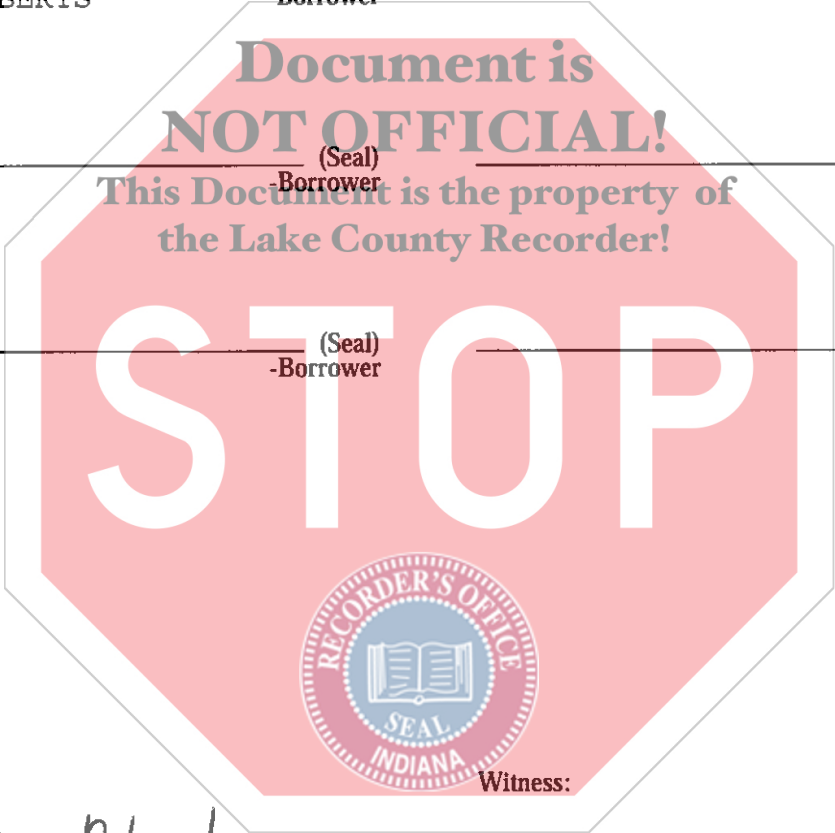 -Borrower
Document is
NOT OFFICIAL!
(Seal)
-Borrower
This Document is the property of
the Lake County Recorder!
(Seal)
-Borrower
STOP
RECORDER'S OFFICE
SEAL
INDIANA
Witness: